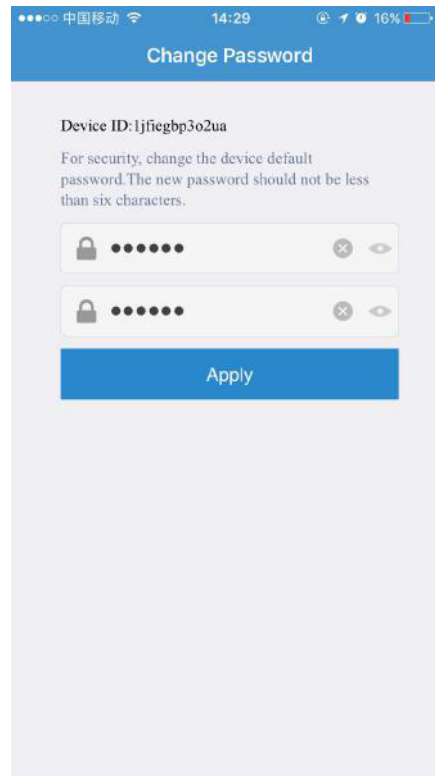 中国移动 14:29 16%
Change Password
Device ID:1jfiegbp3o2ua
For security, change the device default
password.The new password should not be less
than six characters.
••••••
••••••
Apply